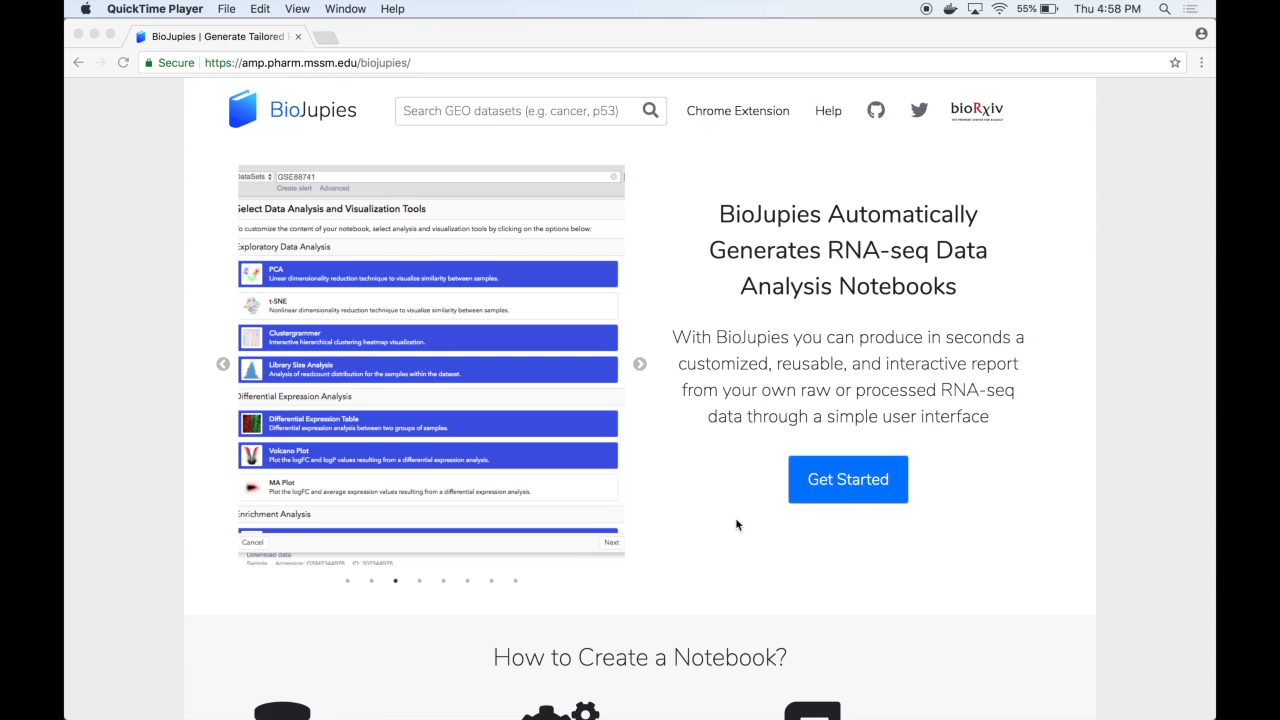 QuickTime Player File Edit View Window Help 55% Thu 4:58 PM
BioJupies | Generate Tailored
Secure https://amp.pharm.mssm.edu/biojupies/
BioJupies Search GEO datasets (e.g. cancer, p53) Chrome Extension Help bioRxiv
DataSets GSE88741
Create alert Advanced
Select Data Analysis and Visualization Tools
To customize the content of your notebook, select analysis and visualization tools by clicking on the options below:
Exploratory Data Analysis
PCA
Linear dimensionality reduction technique to visualize similarity between samples.
t-SNE
Nonlinear dimensionality reduction technique to visualize similarity between samples.
Clustergrammer
Interactive hierarchical clustering heatmap visualization.
Library Size Analysis
Analysis of readcount distribution for the samples within the dataset.
Differential Expression Analysis
Differential Expression Table
Differential expression analysis between two groups of samples.
Volcano Plot
Plot the logFC and logP values resulting from a differential expression analysis.
MA Plot
Plot the logFC and average expression values resulting from a differential expression analysis.
Enrichment Analysis
Cancel Next
Download data
BioJupies Automatically
Generates RNA-seq Data
Analysis Notebooks
With BioJupies you can produce in seconds a
customized, reusable, and interactive report
from your own raw or processed RNA-seq
data through a simple user interface
Get Started
How to Create a Notebook?